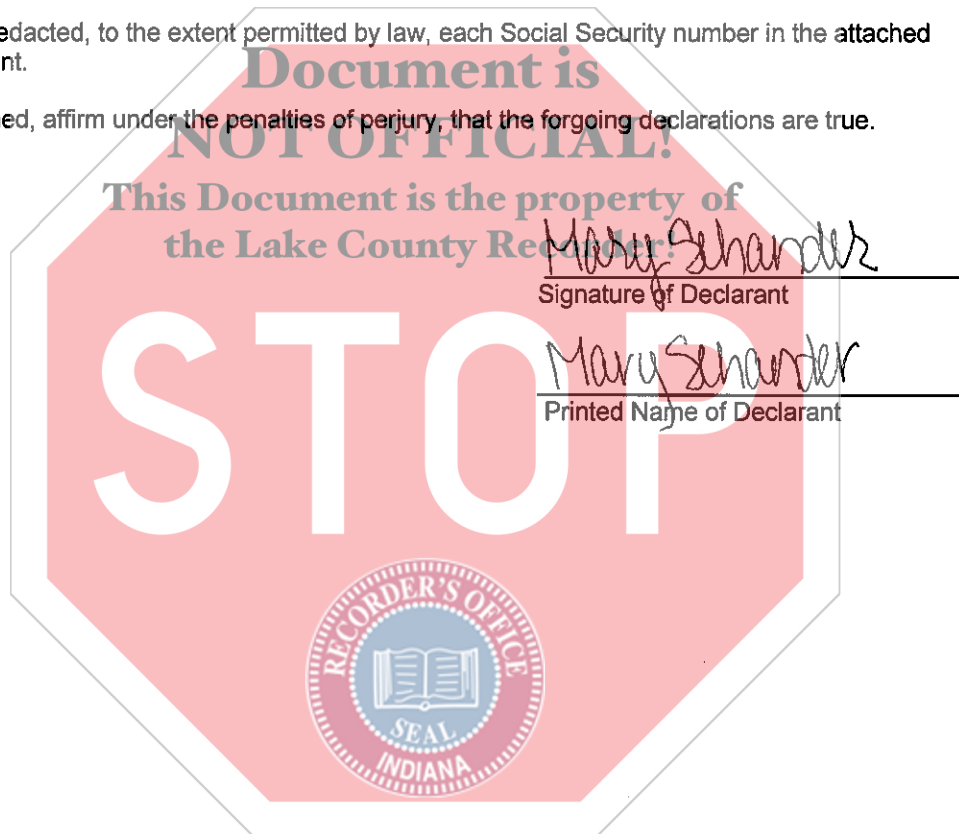 edacted, to the extent permitted by law, each Social Security number in the attached
nt.
Document is
ed, affirm under the penalties of perjury, that the forgoing declarations are true.
NOT OFFICIAL!
This Document is the property of
the Lake County Recorder!
Mary Schander
Signature of Declarant
Mary Schander
Printed Name of Declarant
STOP
RECORDER'S OFFICE
SEAL
INDIANA